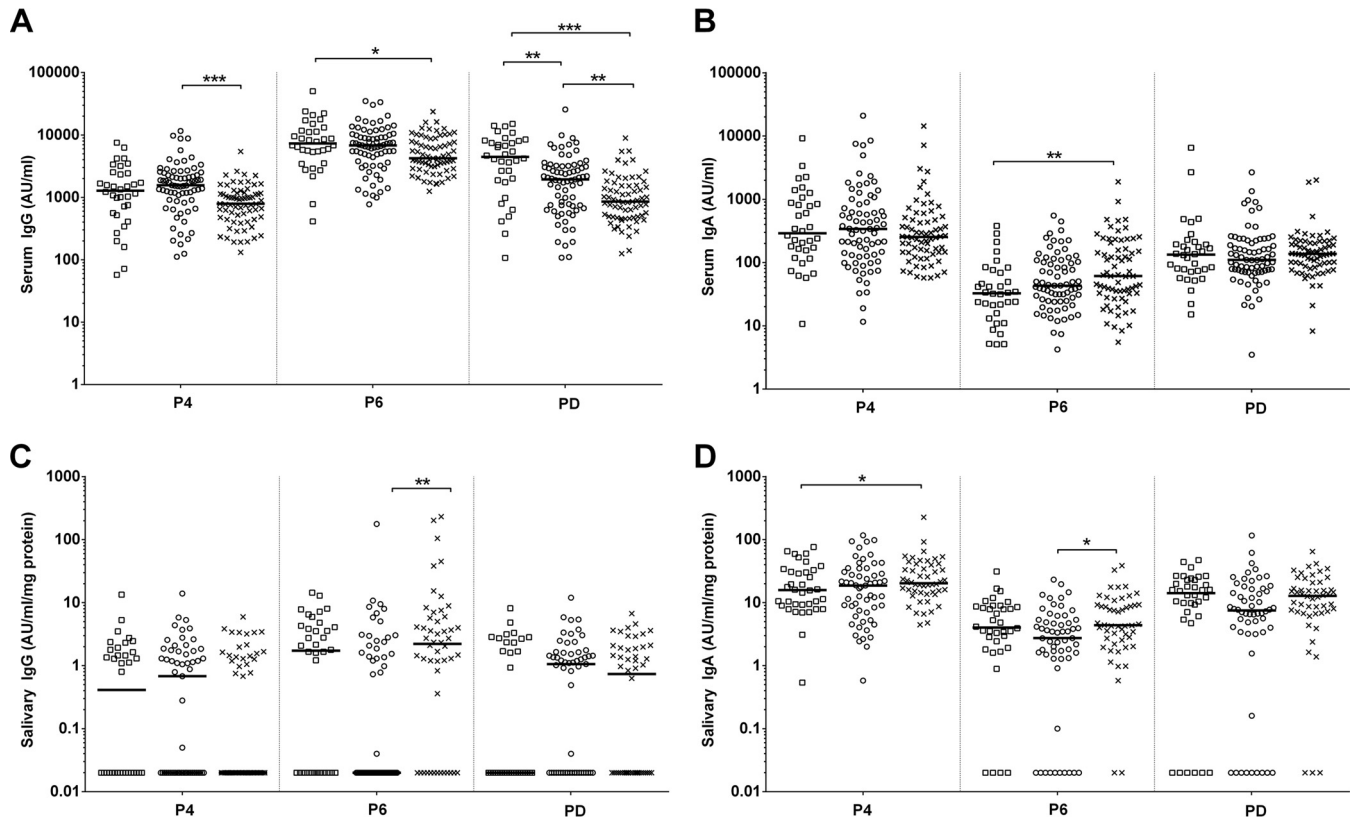 A
***
*
***
**
**
100000
10000
1000
100
10
1
Serum IgG (AU/ml)
P4 P6 PD
B
**
100000
10000
1000
100
10
1
Serum IgA (AU/ml)
P4 P6 PD
C
**
1000
100
10
1
0.1
0.01
Salivary IgG (AU/ml/mg protein)
P4 P6 PD
D
*
*
1000
100
10
1
0.1
0.01
Salivary IgA (AU/ml/mg protein)
P4 P6 PD